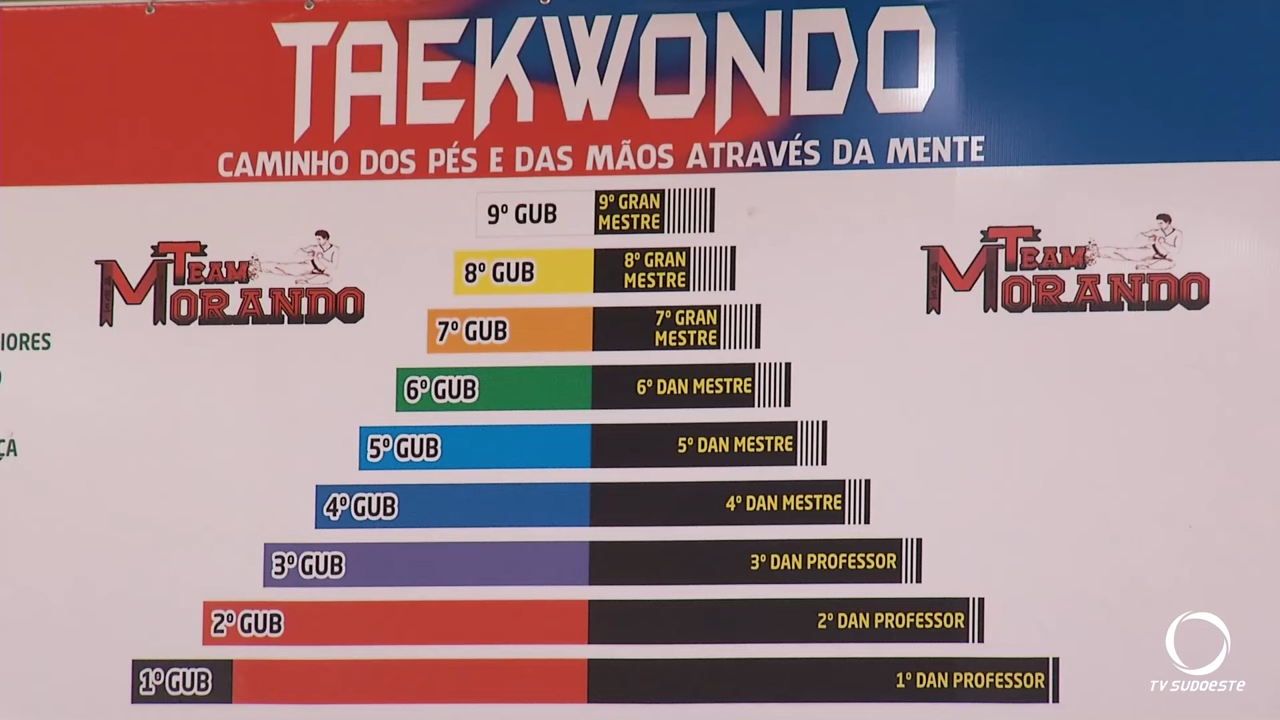 TAEKWONDO
CAMINHO DOS PÉS E DAS MÃOS ATRAVÉS DA MENTE
TEAM
MORANDO
TEAM
MORANDO
9º GUB
9º GRAN
MESTRE
8º GUB
8º GRAN
MESTRE
7º GUB
7º GRAN
MESTRE
IORES
6º GUB
6º DAN MESTRE
5º GUB
5º DAN MESTRE
ÇA
4º GUB
4º DAN MESTRE
3º GUB
3º DAN PROFESSOR
2º GUB
2º DAN PROFESSOR
1º GUB
1º DAN PROFESSOR
TV SUDOESTE